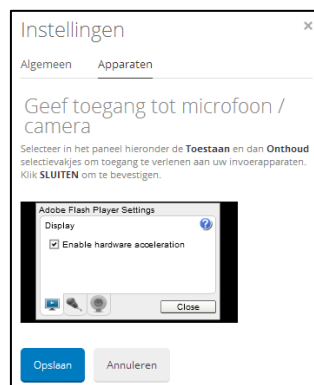 Instellingen ×
Algemeen Apparaten
Geef toegang tot microfoon /
camera
Selecteer in het paneel hieronder de Toestaan en dan Onthoud
selectievakjes om toegang te verlenen aan uw invoerapparaten.
Klik SLUITEN om te bevestigen.
Adobe Flash Player Settings
Display ?
Enable hardware acceleration
Close
Opslaan Annuleren